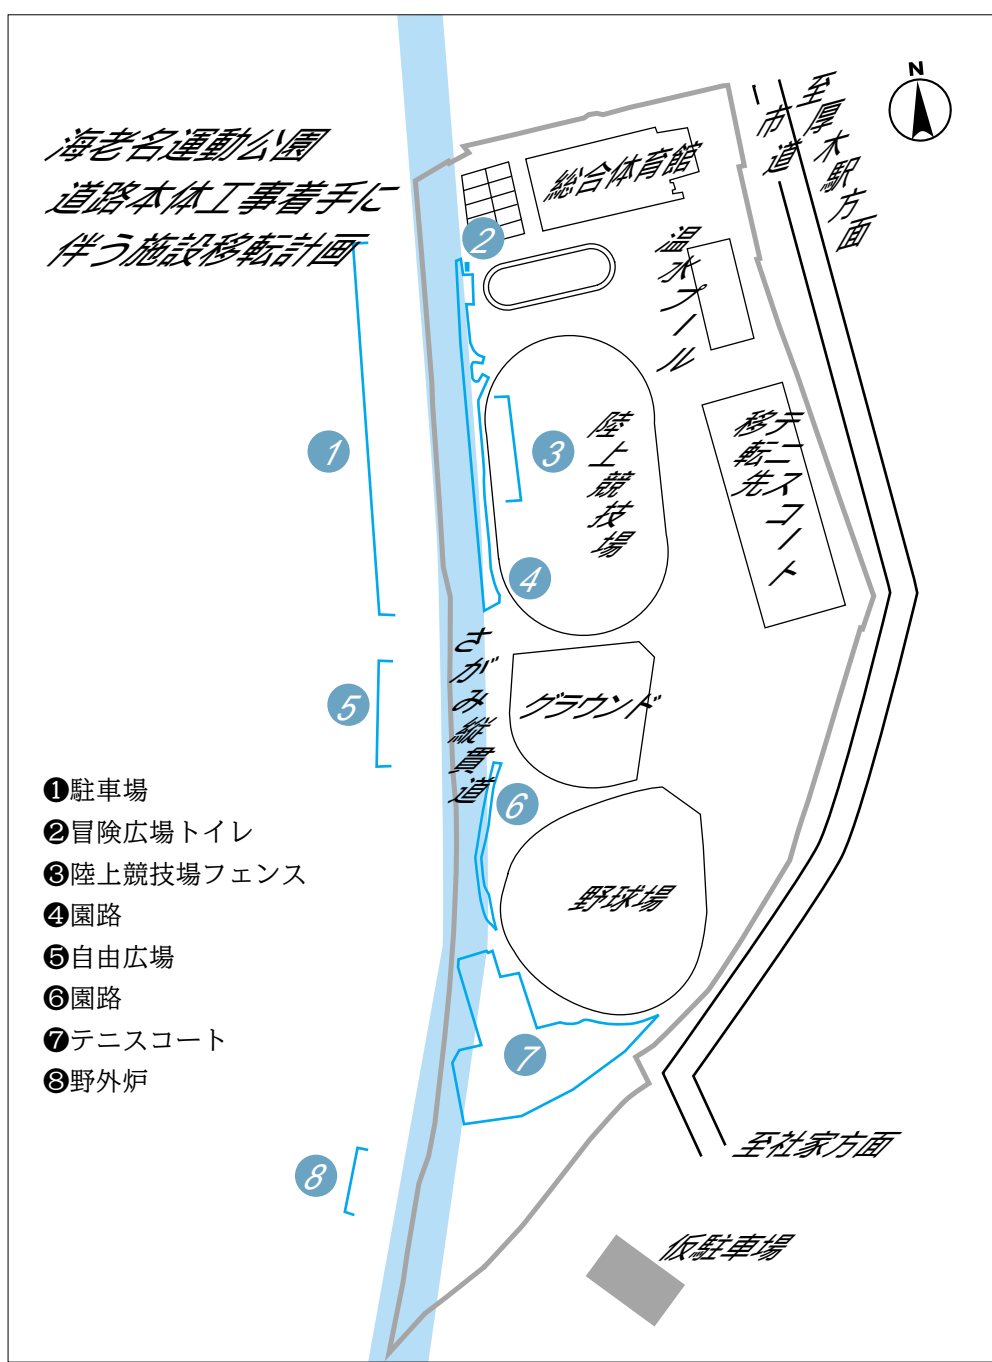 海老名運動公園
道路本体工事着手に
伴う施設移転計画
N
至厚木駅方面
市道
総合体育館
2
温水プール
1
3
陸上競技場
テニスコート
移転先
4
さがみ縦貫道
5
グラウンド
6
野球場
❶駐車場
❷冒険広場トイレ
❸陸上競技場フェンス
❹園路
❺自由広場
❻園路
❼テニスコート
❽野外炉
7
8
至社家方面
仮駐車場